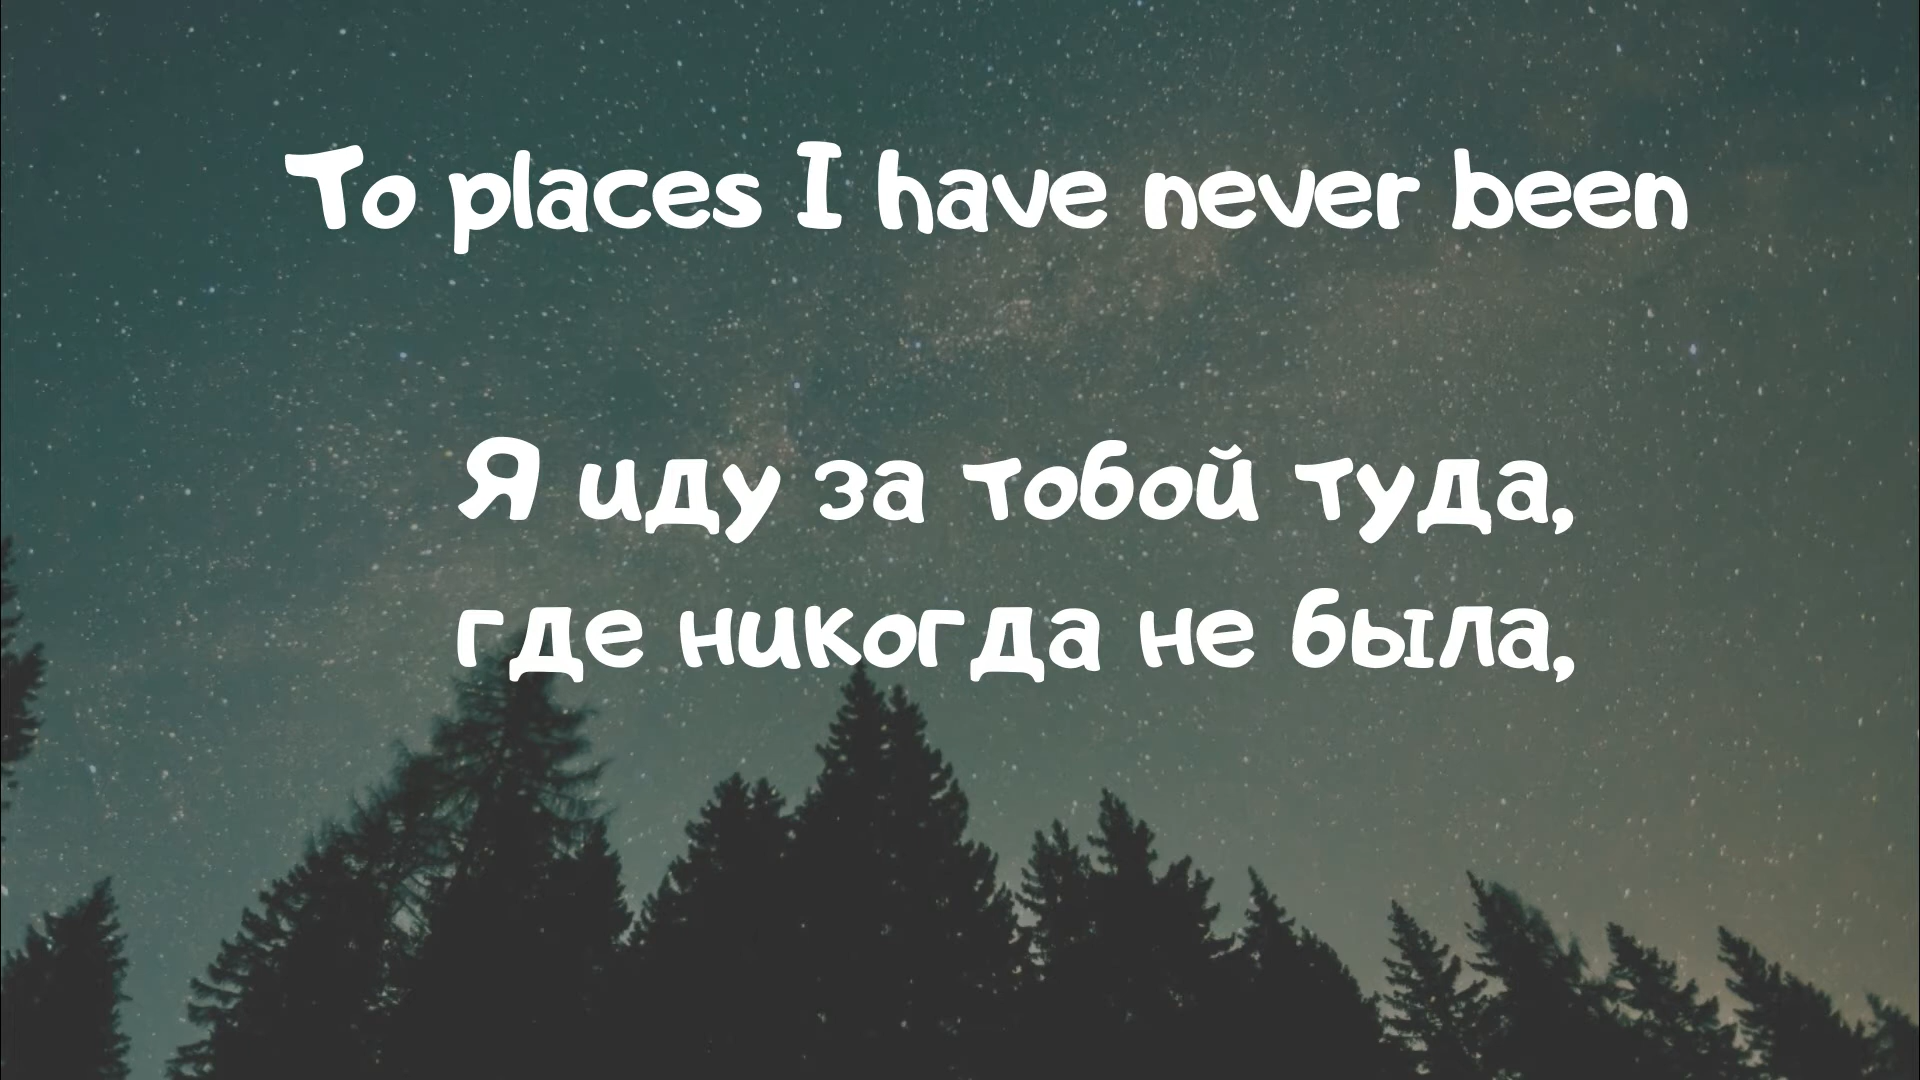 To places I have never been
Я иду за тобой туда,
где никогда не была,